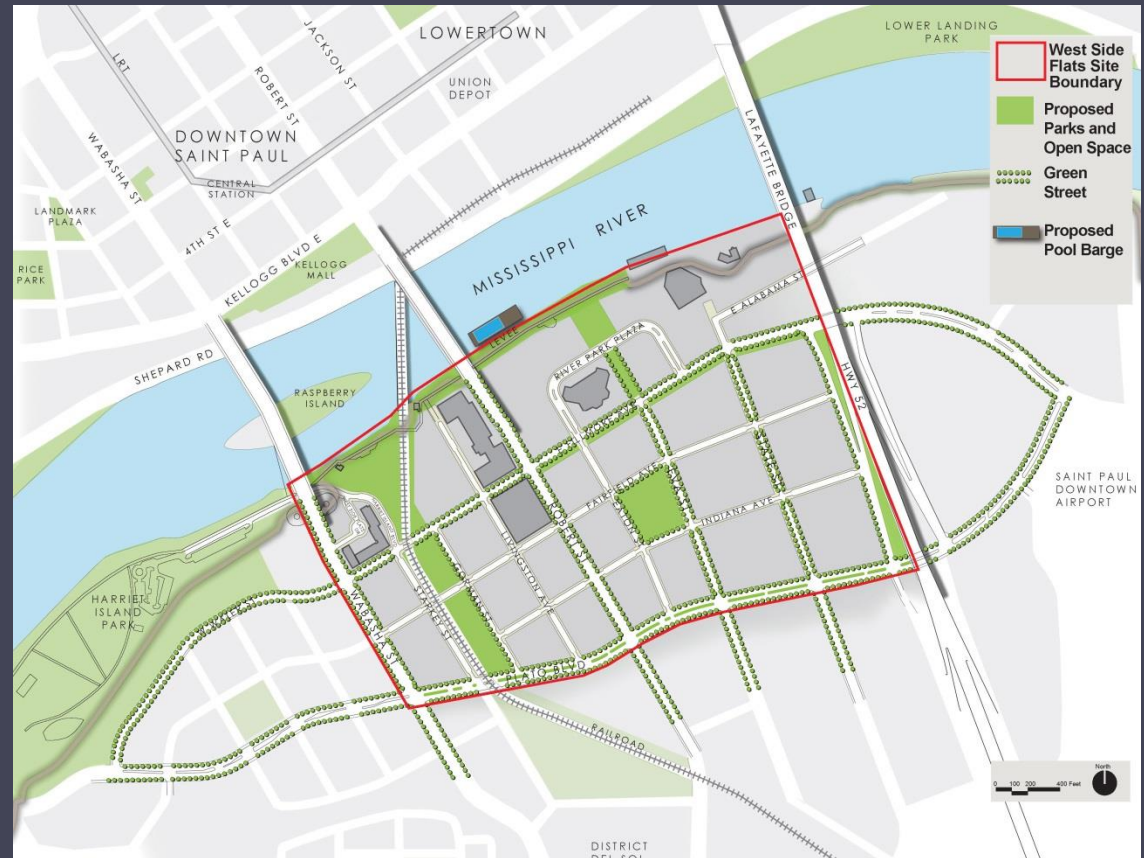 LOWERTOWN
LOWER LANDING
PARK
JACKSON ST
LRT
ROBERT ST
UNION
DEPOT
WABASHA ST
DOWNTOWN
SAINT PAUL
CENTRAL
STATION
LANDMARK
PLAZA
4TH ST E
KELLOGG BLVD E
KELLOGG
MALL
RICE
PARK
SHEPARD RD
MISSISSIPPI RIVER
LAFAYETTE BRIDGE
RASPBERRY
ISLAND
LEVEE
RIVER PARK PLAZA
E ALABAMA ST
HWY 52
FAIRFIELD AVE
INDIANA AVE
ROBERT ST
LIVINGSTON AVE
STARKEY ST
WABASHA ST
PLATO BLVD
RAILROAD
HARRIET
ISLAND
PARK
SAINT PAUL
DOWNTOWN
AIRPORT
DISTRICT
DEL SOL
West Side
Flats Site
Boundary
Proposed
Parks and
Open Space
Green
Street
Proposed
Pool Barge
North
0 100 200 400 Feet